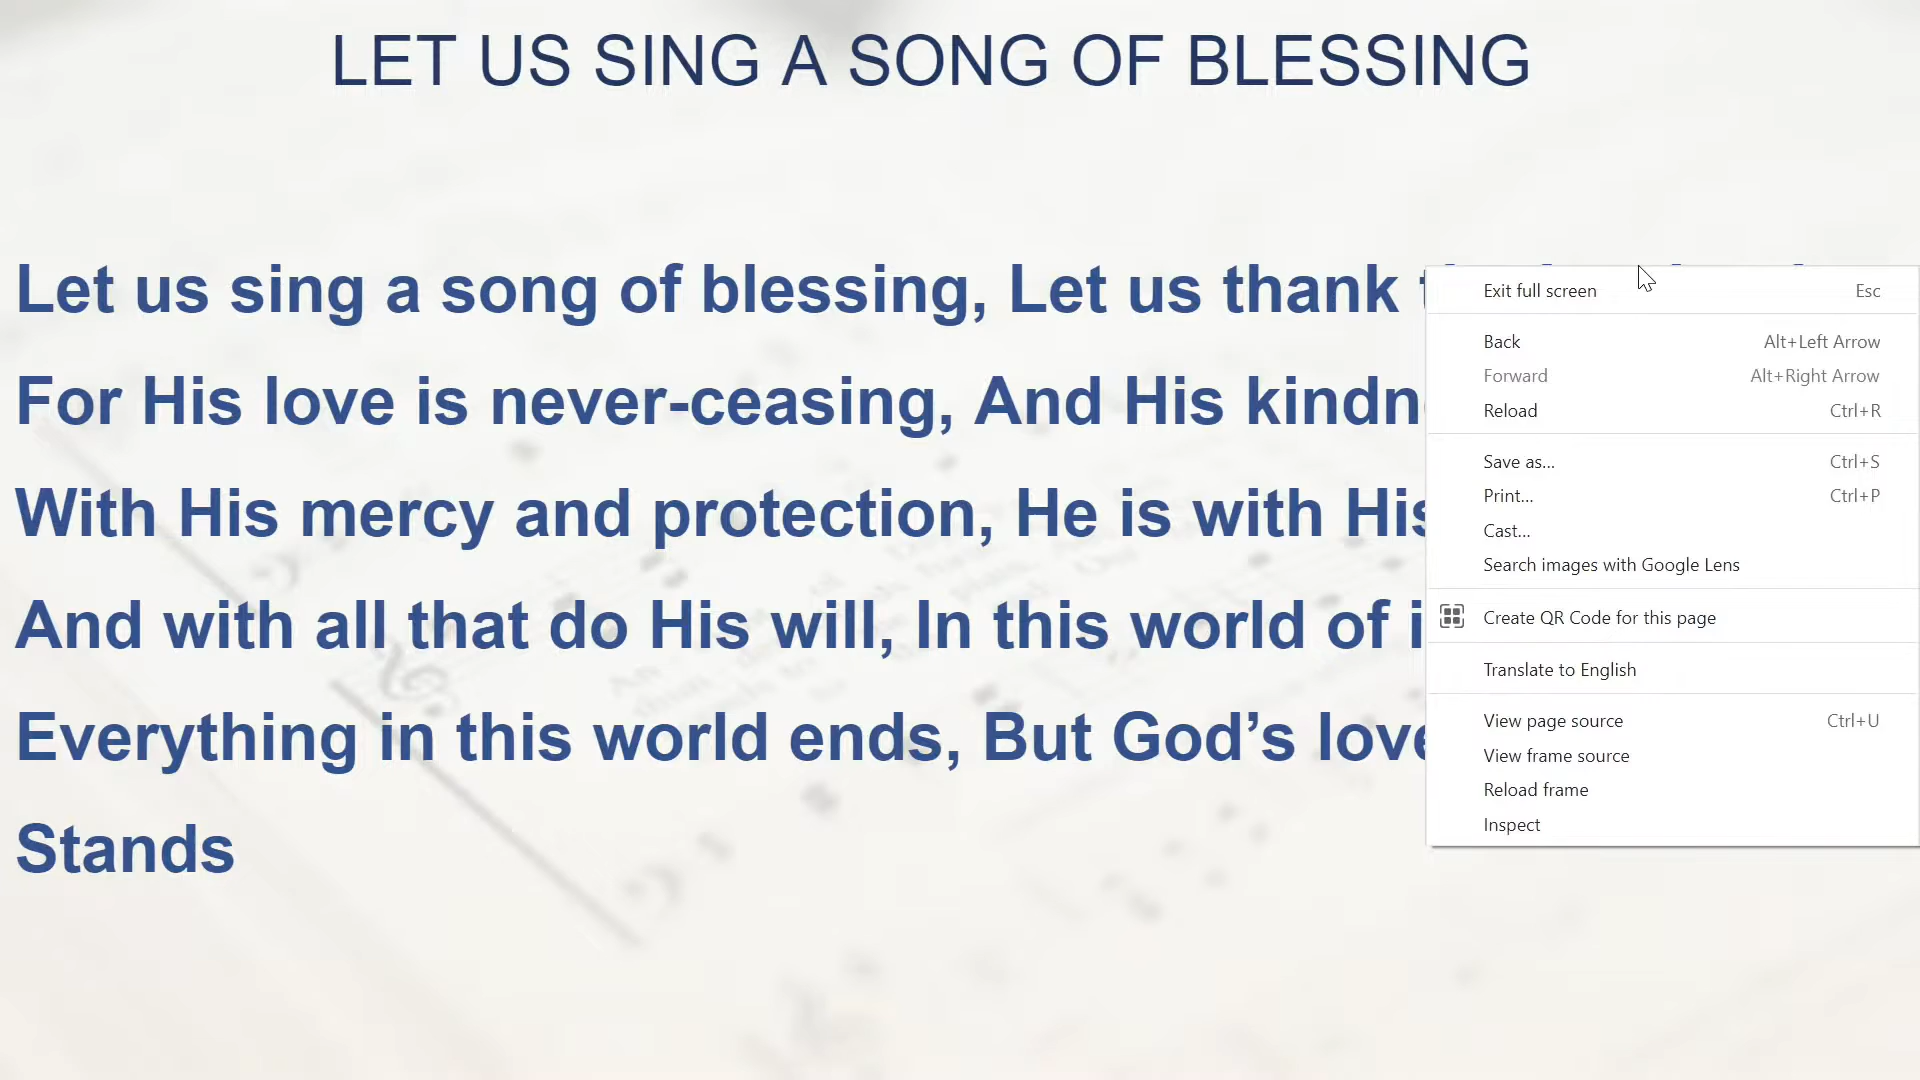 LET US SING A SONG OF BLESSING
Let us sing a song of blessing, Let us thank
For His love is never-ceasing, And His
With His mercy and protection, He is with
And with all that do His will, In this world of
Everything in this world ends, But God’s
Stands
Exit full screen Esc
Back Alt+Left Arrow
Forward Alt+Right Arrow
Reload Ctrl+R
Save as... Ctrl+S
Print... Ctrl+P
Cast...
Search images with Google Lens
Create QR Code for this page
Translate to English
View page source Ctrl+U
View frame source
Reload frame
Inspect